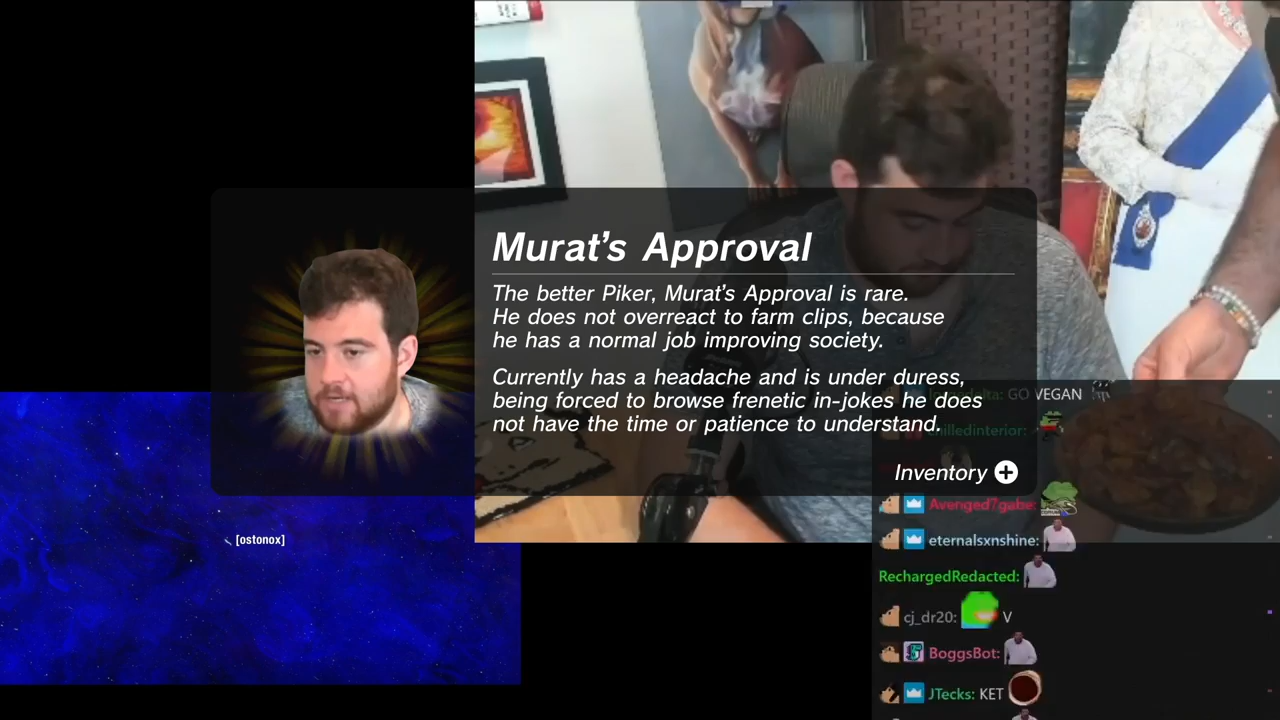 Murat's Approval
The better Piker, Murat's Approval is rare.
He does not overreact to farm clips, because
he has a normal job improving society.
Currently has a headache and is under duress,
being forced to browse frenetic in-jokes he does
not have the time or patience to understand.
Inventory
[ostonox]
GO VEGAN
chilledinterior:
Avenged7gabe:
eternalsxnshine:
RechargedRedacted:
cj_dr20: V
BoggsBot:
JTecks: KET